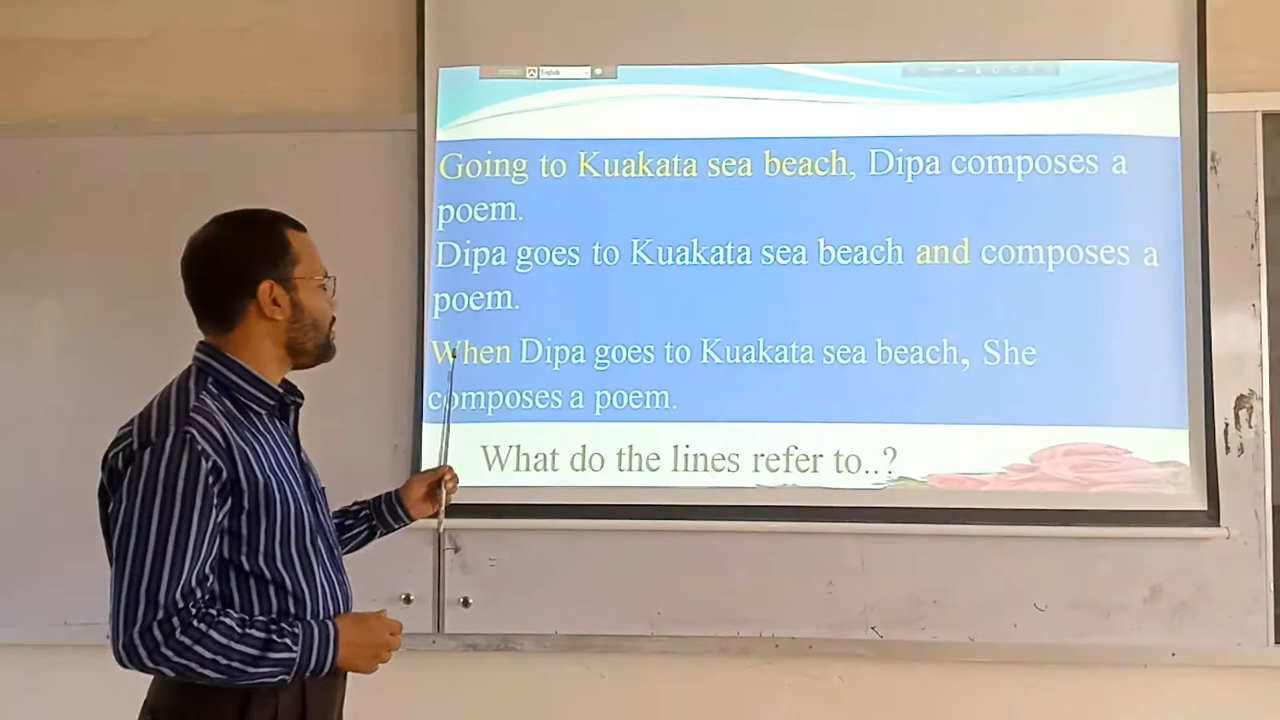 English
Going to Kuakata sea beach, Dipa composes a
poem.
Dipa goes to Kuakata sea beach and composes a
poem.
When Dipa goes to Kuakata sea beach, She
composes a poem.
What do the lines refer to..?